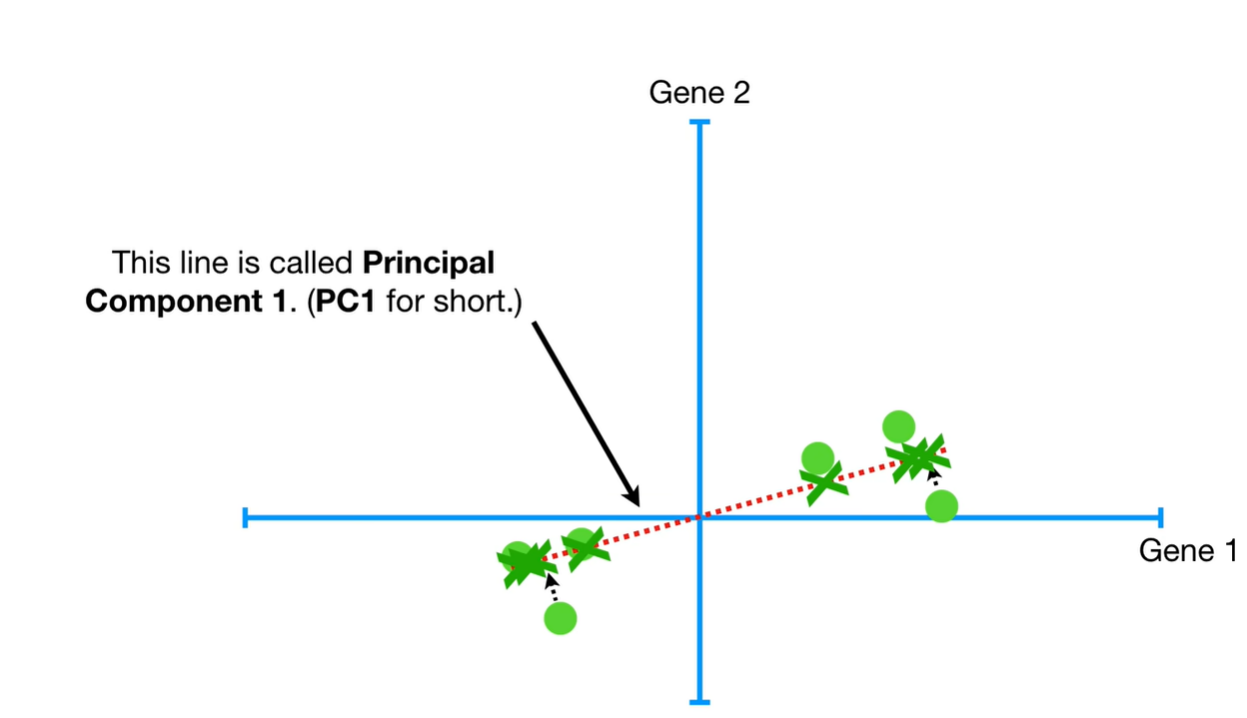 Gene 2
This line is called Principal
Component 1. (PC1 for short.)
Gene 1